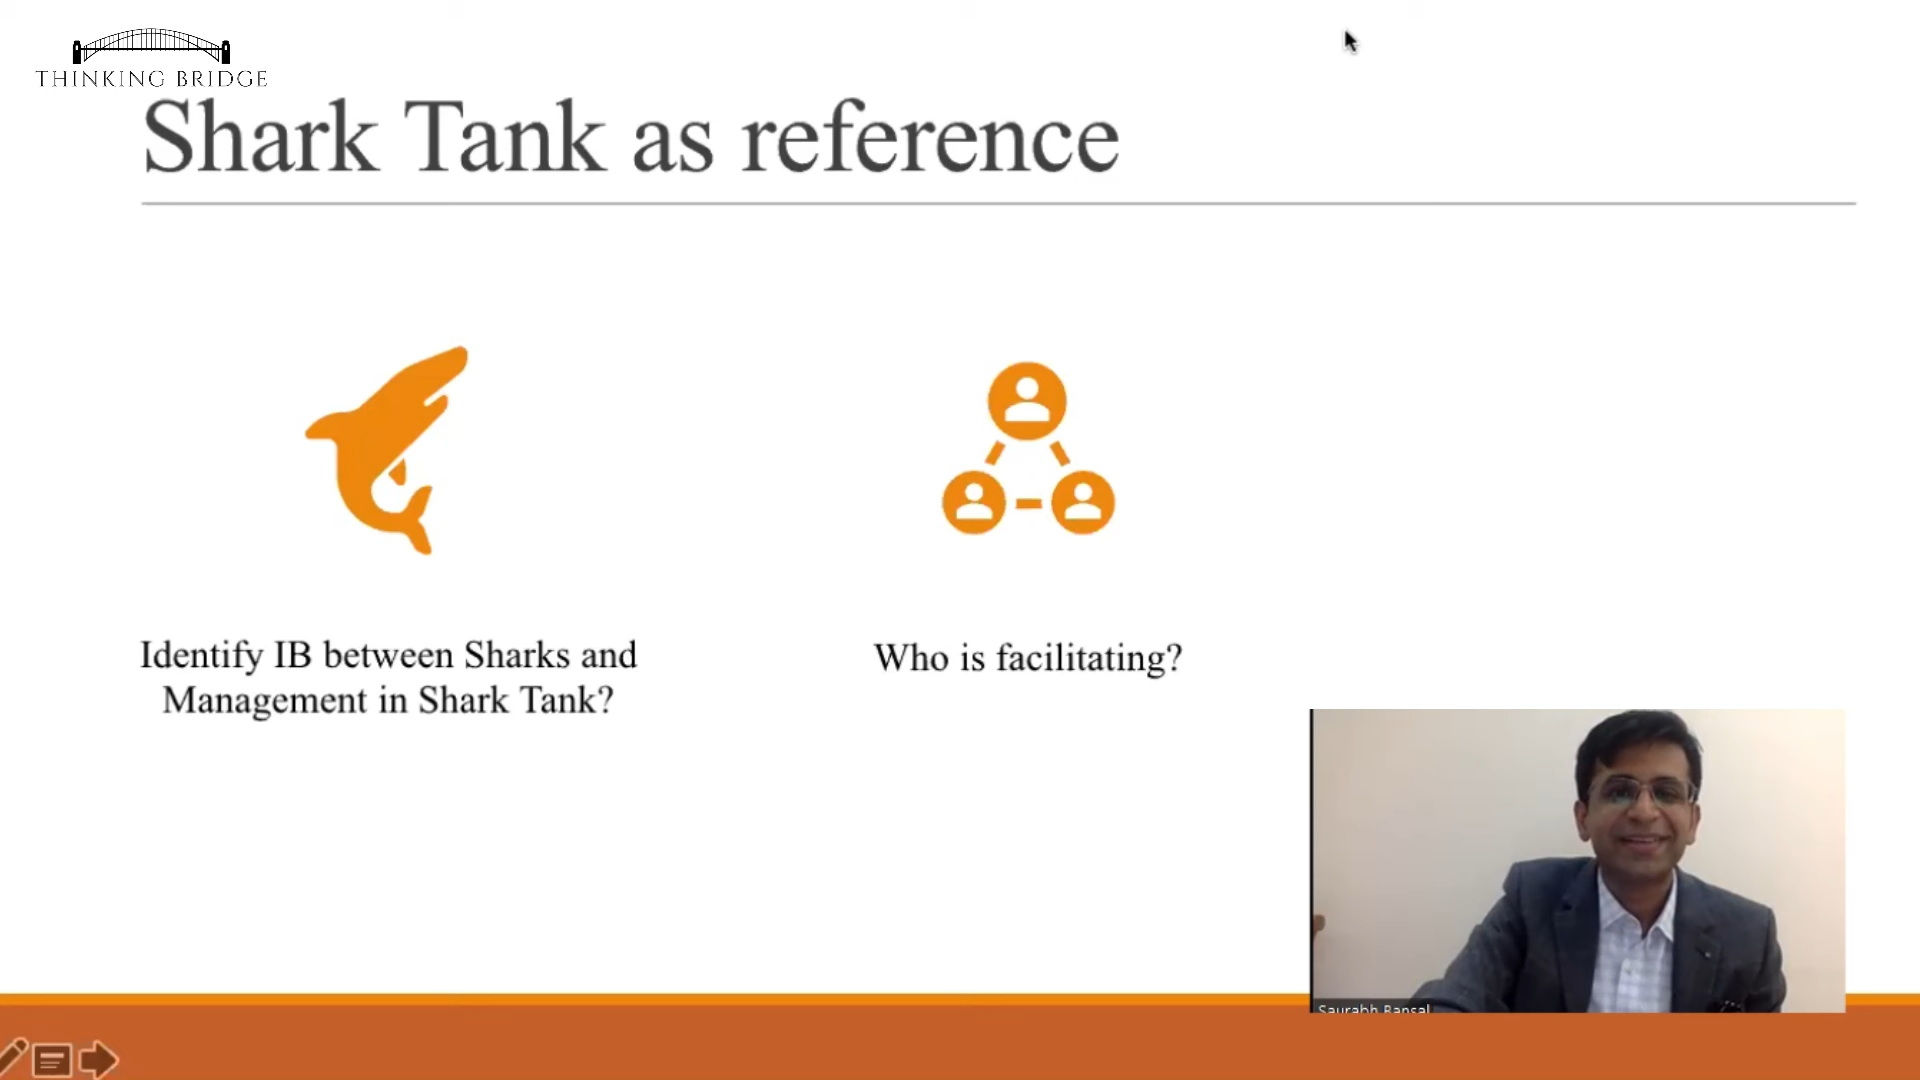 THINKING BRIDGE
Shark Tank as reference
Identify IB between Sharks and
Management in Shark Tank?
Who is facilitating?
Saurabh Bansal